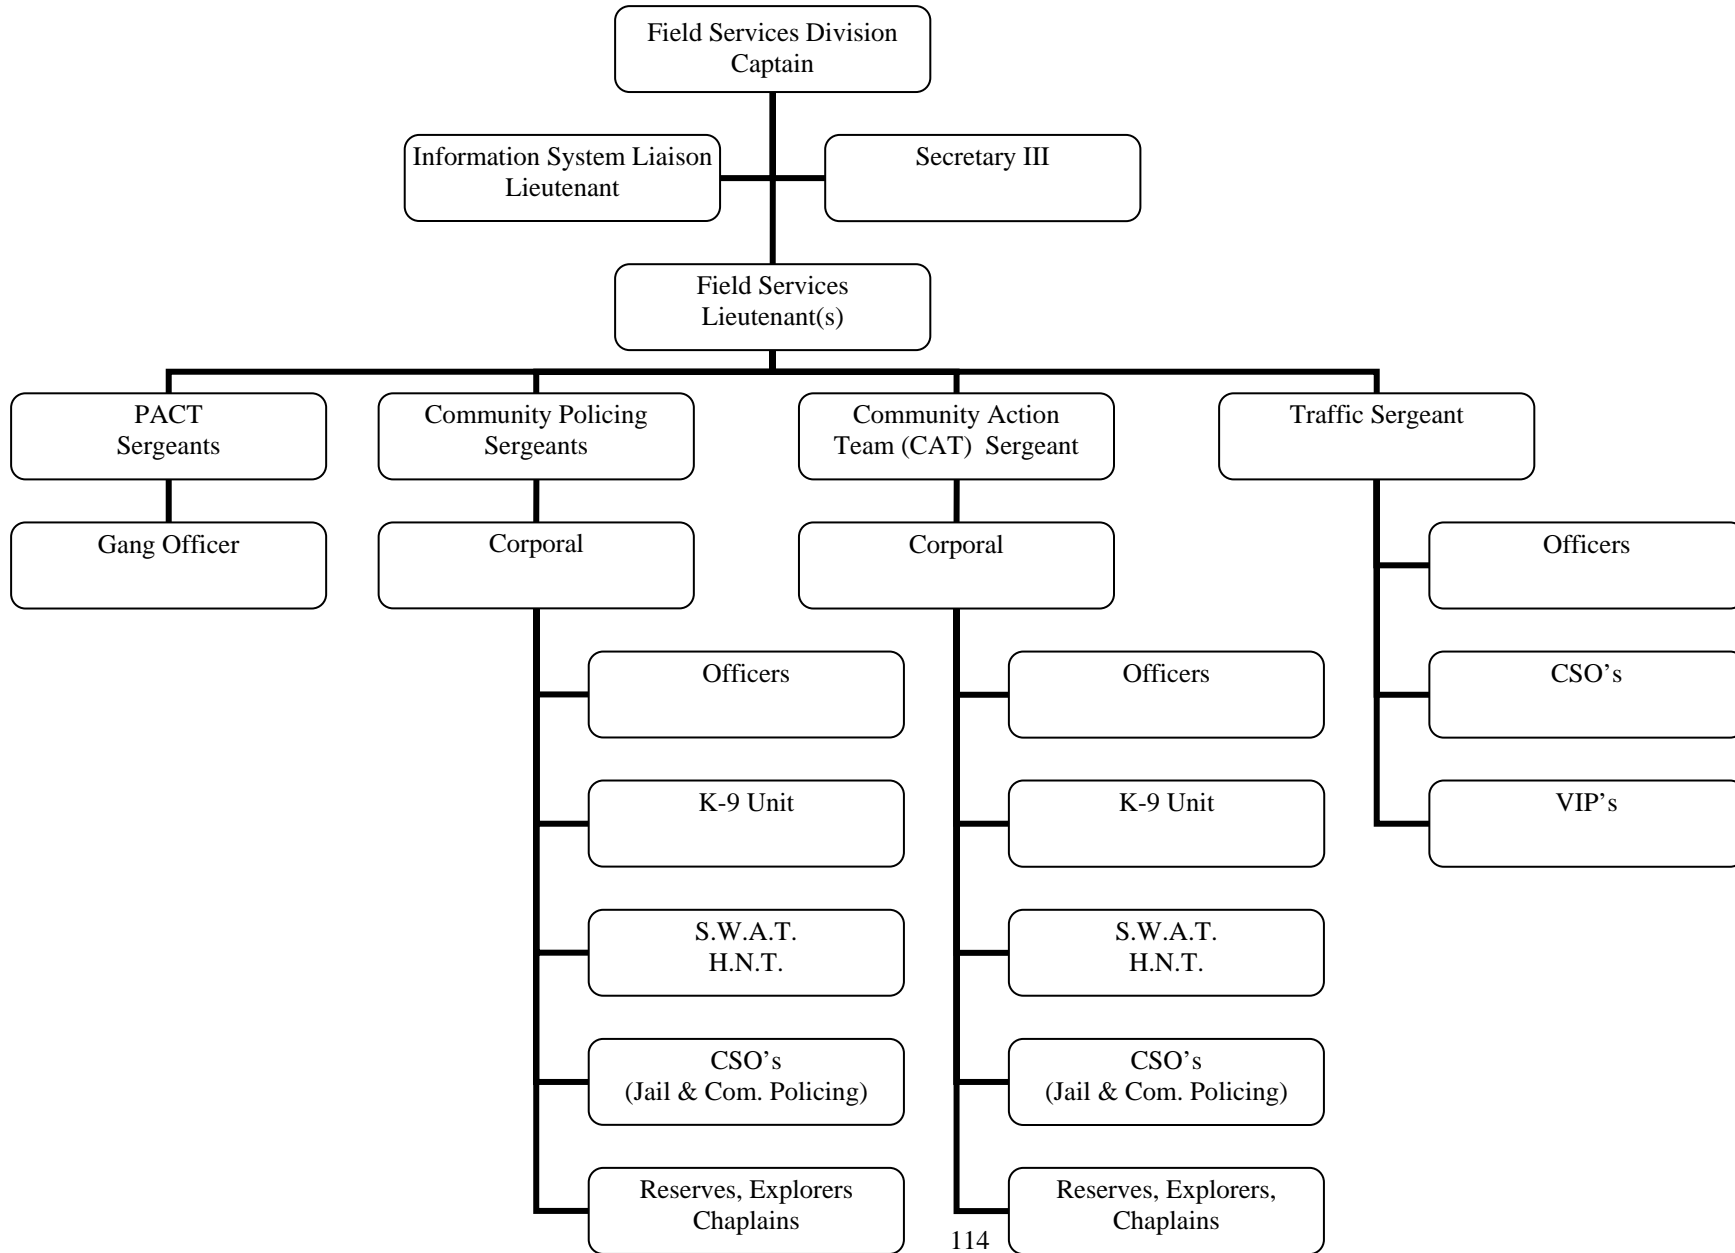 Field Services Division
Captain
Information System Liaison
Lieutenant
Secretary III
Field Services
Lieutenant(s)
PACT
Sergeants
Community Policing
Sergeants
Community Action
Team (CAT)  Sergeant
Traffic Sergeant
Gang Officer
Corporal
Corporal
Officers
CSO’s
VIP’s
Officers
K-9 Unit
S.W.A.T.
H.N.T.
CSO’s
(Jail & Com. Policing)
Reserves, Explorers
Chaplains
Officers
K-9 Unit
S.W.A.T.
H.N.T.
CSO’s
(Jail & Com. Policing)
Reserves, Explorers,
Chaplains
114